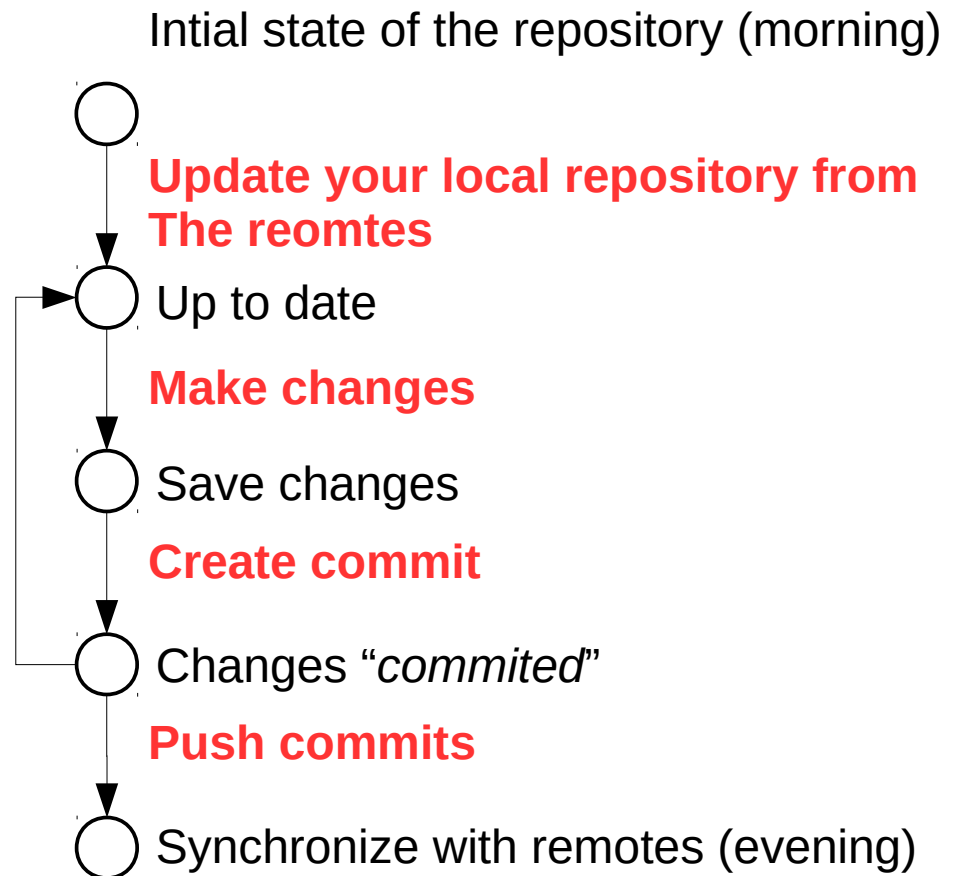 Intial state of the repository (morning)
Update your local repository from
The reomtes
Up to date
Make changes
Save changes
Create commit
Changes “commited”
Push commits
Synchronize with remotes (evening)